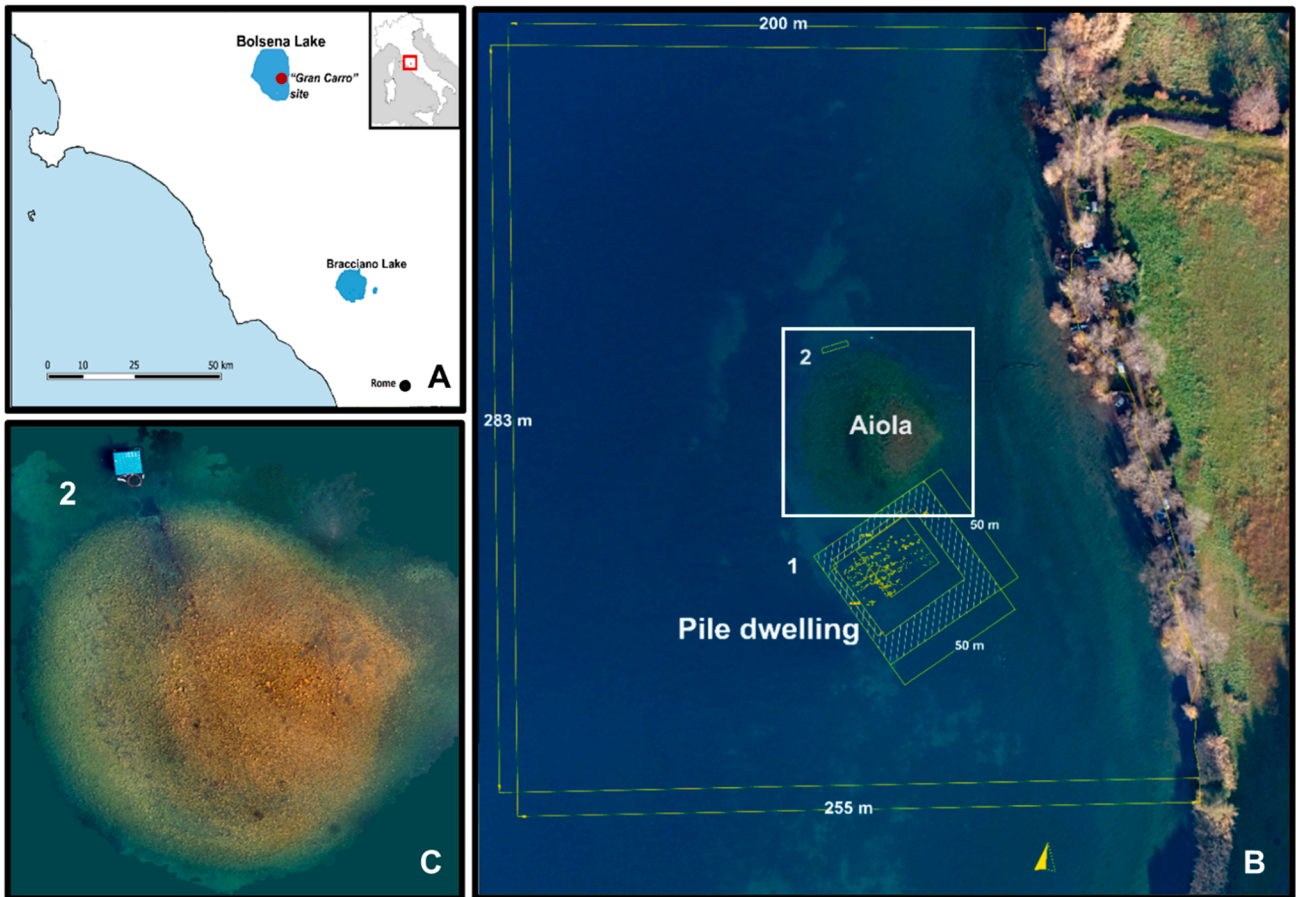 Bolsena Lake
"Gran Carro"
site
Bracciano Lake
0 10 25 50 km
Rome
A
200 m
283 m
2
Aiola
50 m
1
Pile dwelling
50 m
255 m
B
2
C